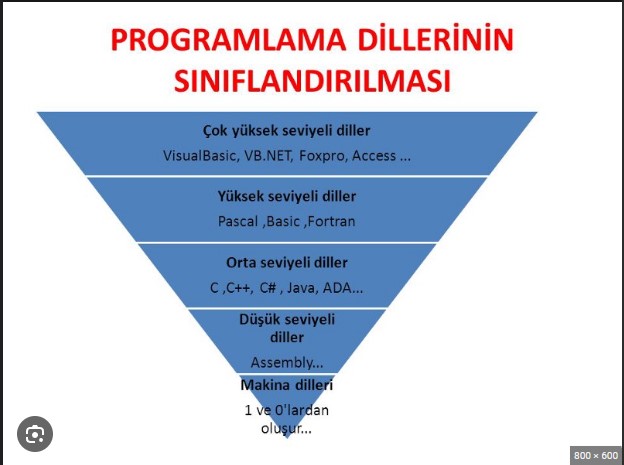 PROGRAMLAMA DİLLERİNİN
SINIFLANDIRILMASI
Çok yüksek seviyeli diller
VisualBasic, VB.NET, Foxpro, Access ...
Yüksek seviyeli diller
Pascal ,Basic ,Fortran
Orta seviyeli diller
C ,C++, C# , Java, ADA...
Düşük seviyeli
diller
Assembly...
Makina dilleri
1 ve 0'lardan
oluşur...
800 × 600